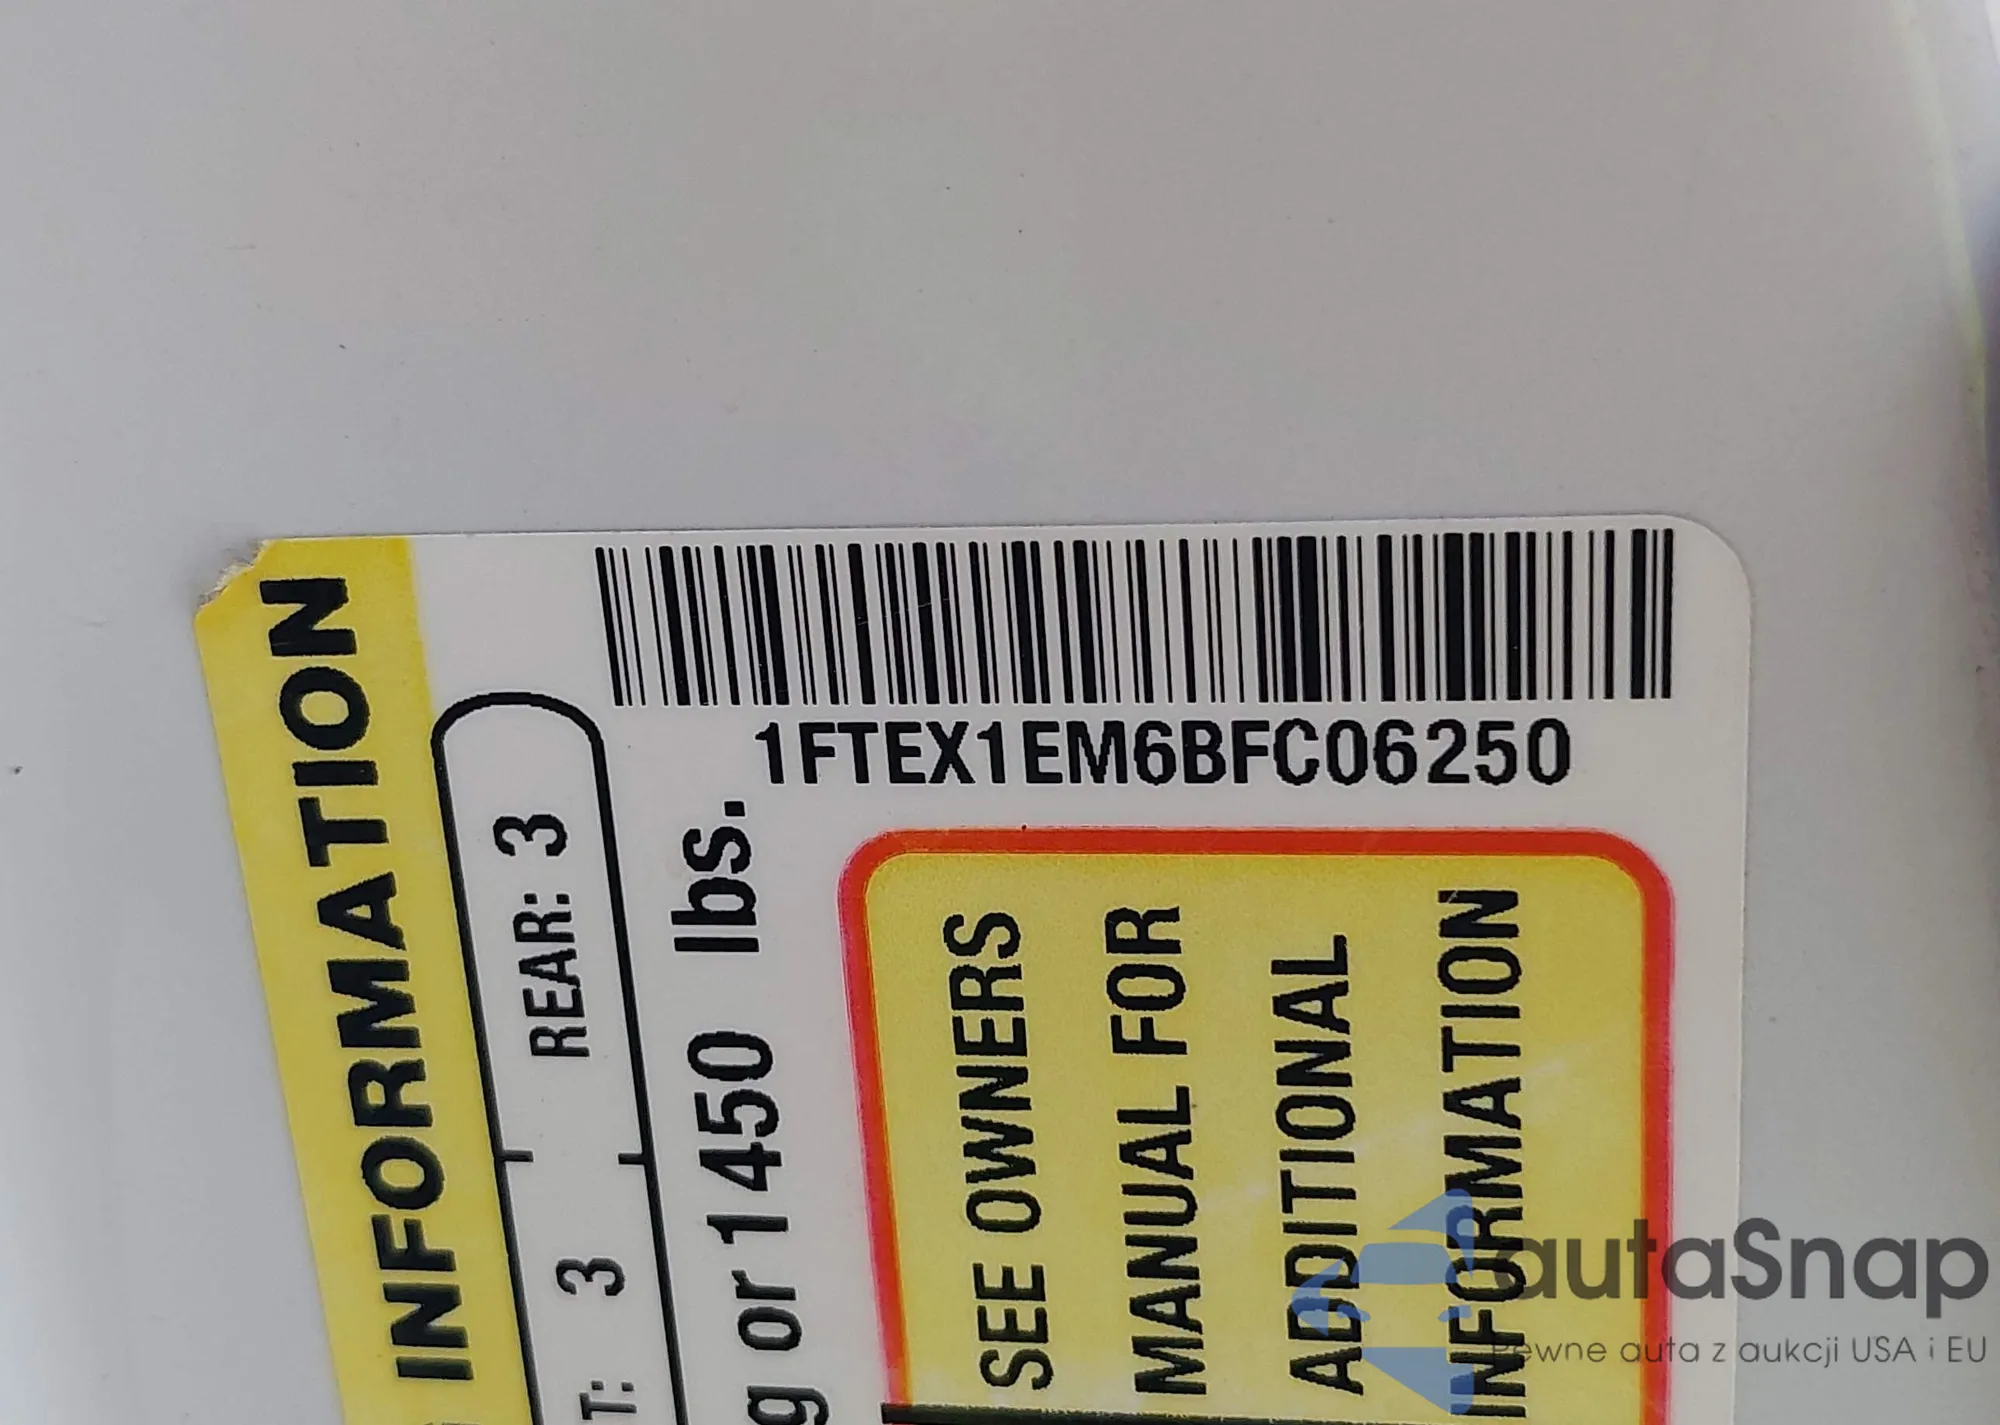 1FTEX1EM6BFC06250
INFORMATION
REAR: 3
T: 3
g or 1450 lbs.
SEE OWNERS
MANUAL FOR
ADDITIONAL
INFORMATION
autaSnap
Pewne auta z aukcji USA i EU